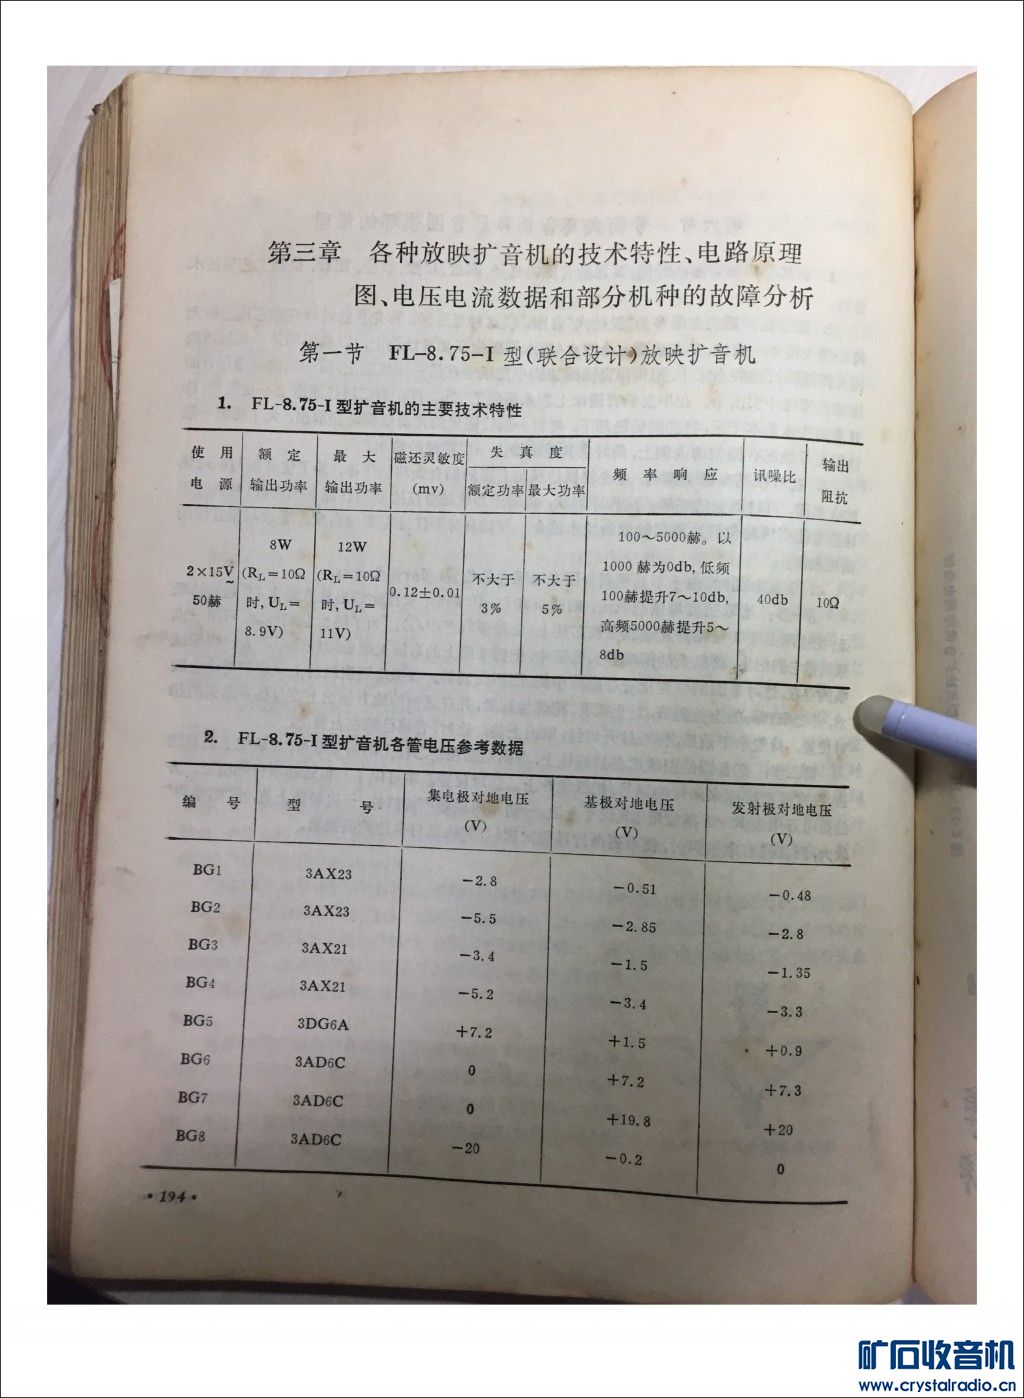 第三章 各种放映扩音机的技术特性、电路原理
图、电压电流数据和部分机种的故障分析
第一节 FL-8.75-I 型(联合设计)放映扩音机
1. FL-8.75-I 型扩音机的主要技术特性
使用电源 额定输出功率 最大输出功率 磁还灵敏度(mv) 失真度 额定功率 最大功率 频率响应 讯噪比 输出阻抗
2×15V 50赫 8W (RL=10Ω时,UL=8.9V) 12W (RL=10Ω时,UL=11V) 0.12±0.01 不大于3% 不大于5% 100~5000赫。以1000赫为0db,低频100赫提升7~10db,高频5000赫提升5~8db 40db 10Ω
2. FL-8.75-I型扩音机各管电压参考数据
编号 型号 集电极对地电压(V) 基极对地电压(V) 发射极对地电压(V)
BG1 3AX23 -2.8 -0.51 -0.48
BG2 3AX23 -5.5 -2.85 -2.8
BG3 3AX21 -3.4 -1.5 -1.35
BG4 3AX21 -5.2 -3.4 -3.3
BG5 3DG6A +7.2 +1.5 +0.9
BG6 3AD6C 0 +7.2 +7.3
BG7 3AD6C 0 +19.8 +20
BG8 3AD6C -20 -0.2 0
·194·
矿石收音机
www.crystalradio.cn